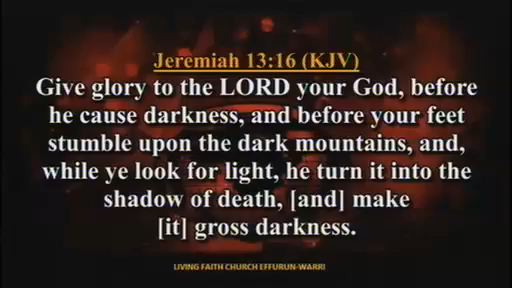 Jeremiah 13:16 (KJV)
Give glory to the LORD your God, before
he cause darkness, and before your feet
stumble upon the dark mountains, and,
while ye look for light, he turn it into the
shadow of death, [and] make
[it] gross darkness.
LIVING FAITH CHURCH EFFURUN-WARRI